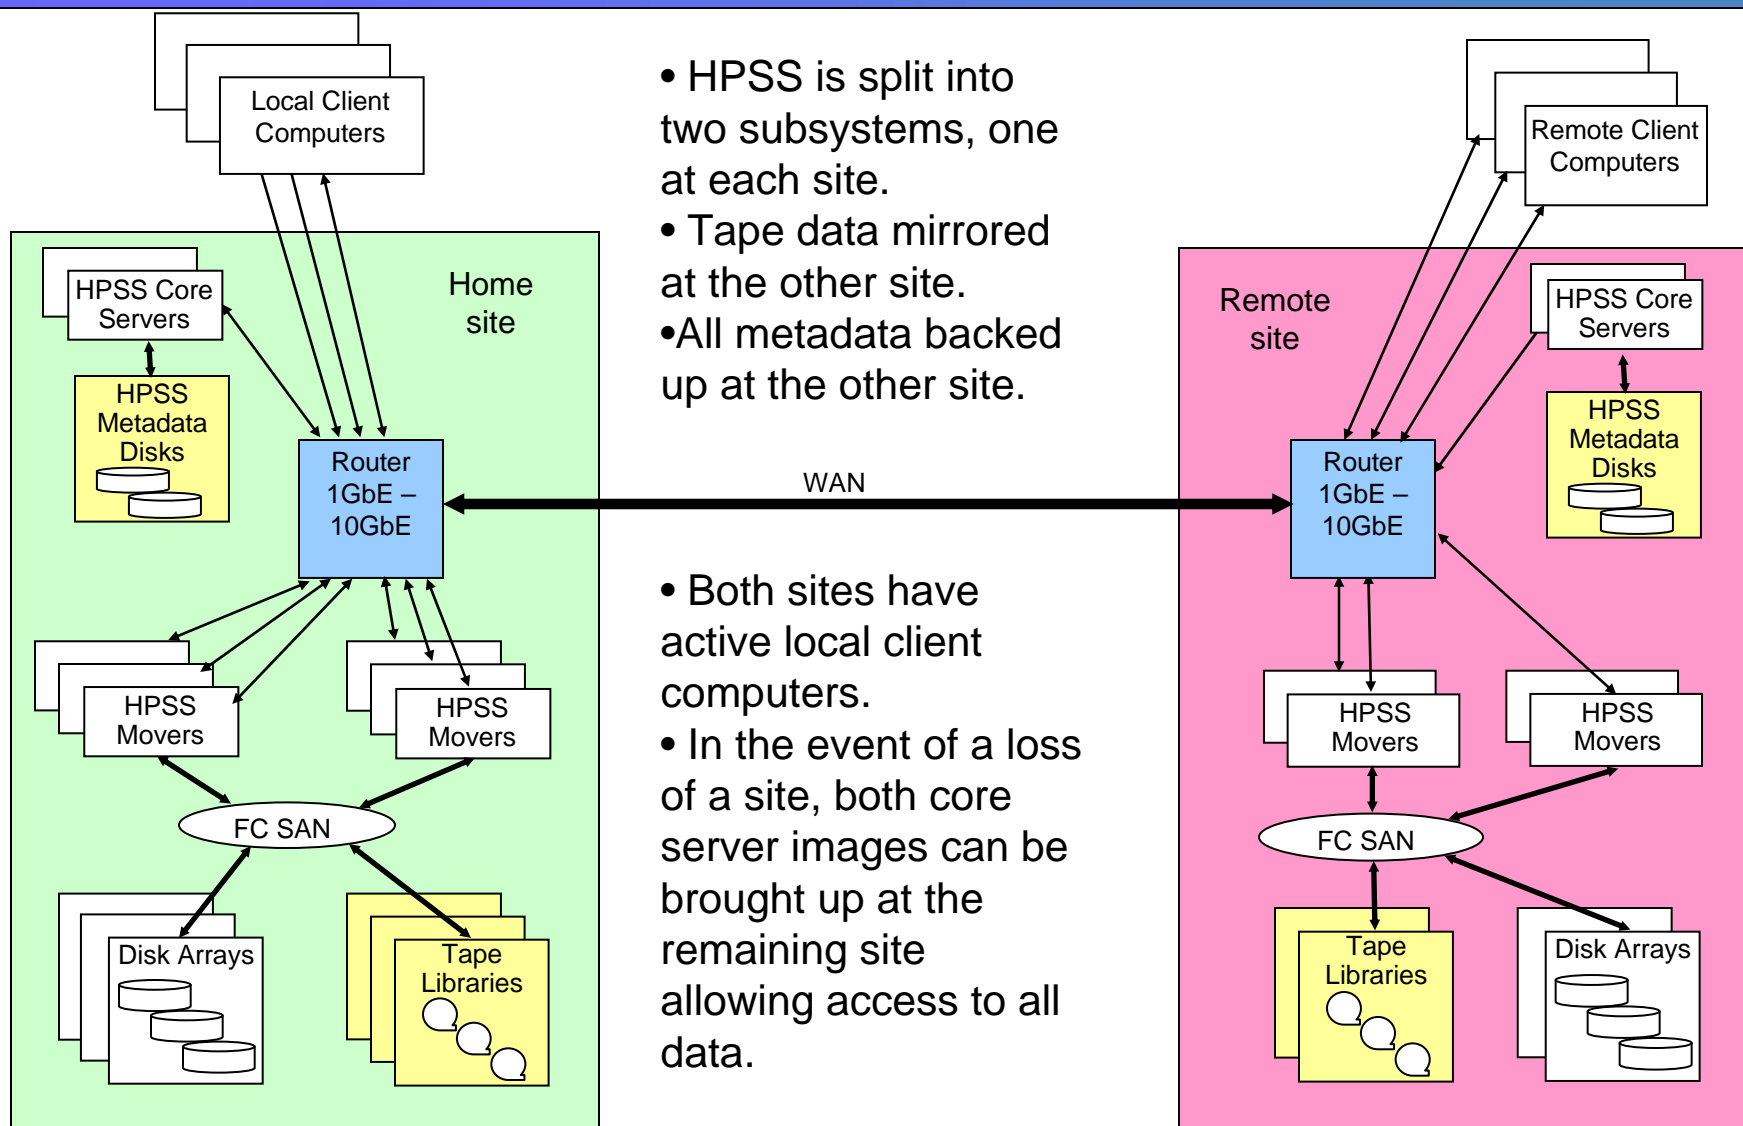 Local Client
Computers
HPSS Core
Servers
Home
site
HPSS
Metadata
Disks
Router
1GbE –
10GbE
HPSS
Movers
HPSS
Movers
FC SAN
Disk Arrays
Tape
Libraries
• HPSS is split into
two subsystems, one
at each site.
• Tape data mirrored
at the other site.
•All metadata backed
up at the other site.
WAN
• Both sites have
active local client
computers.
• In the event of a loss
of a site, both core
server images can be
brought up at the
remaining site
allowing access to all
data.
Remote Client
Computers
Remote
site
HPSS Core
Servers
HPSS
Metadata
Disks
Router
1GbE –
10GbE
HPSS
Movers
HPSS
Movers
FC SAN
Tape
Libraries
Disk Arrays